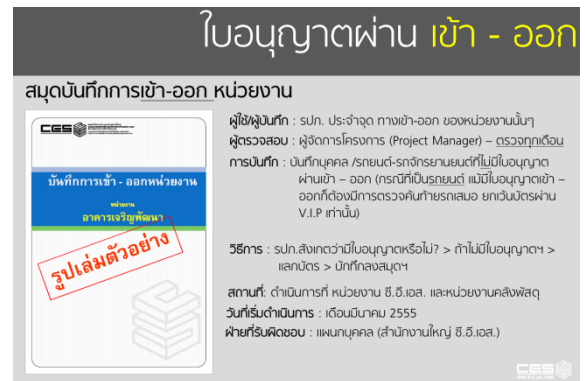 ใบอนุญาตผ่าน เข้า - ออก
สมุดบันทึกการเข้า-ออก หน่วยงาน
CGS
บันทึกการเข้า - ออกหน่วยงาน
หน่วยงาน
อาคารเจริญพัฒนา
รูปเล่มตัวอย่าง
ผู้ใช้/ผู้บันทึก : รปภ. ประจำจุด ทางเข้า-ออก ของหน่วยงานนั้นๆ
ผู้ตรวจสอบ : ผู้จัดการโครงการ (Project Manager) – ตรวจทุกเดือน
การบันทึก : บันทึกบุคคล /รถยนต์-รถจักรยานยนต์ที่ไม่มีใบอนุญาต
ผ่านเข้า – ออก (กรณีที่เป็นรถยนต์ แม้มีใบอนุญาตเข้า –
ออกก็ต้องมีการตรวจค้นท้ายรถเสมอ ยกเว้นบัตรผ่าน
V.I.P เท่านั้น)
วิธีการ : รปภ.สังเกตว่ามีใบอนุญาตหรือไม่? > ถ้าไม่มีใบอนุญาตฯ >
แลกบัตร > บักทึกลงสมุดฯ
สถานที่: ดำเนินการที่ หน่วยงาน ซี.อี.เอส. และหน่วยงานคลังพัสดุ
วันที่เริ่มดำเนินการ : เดือนมีนาคม 2555
ฝ่ายที่รับผิดชอบ : แผนกบุคคล (สำนักงานใหญ่ ซี.อี.เอส.)
CES